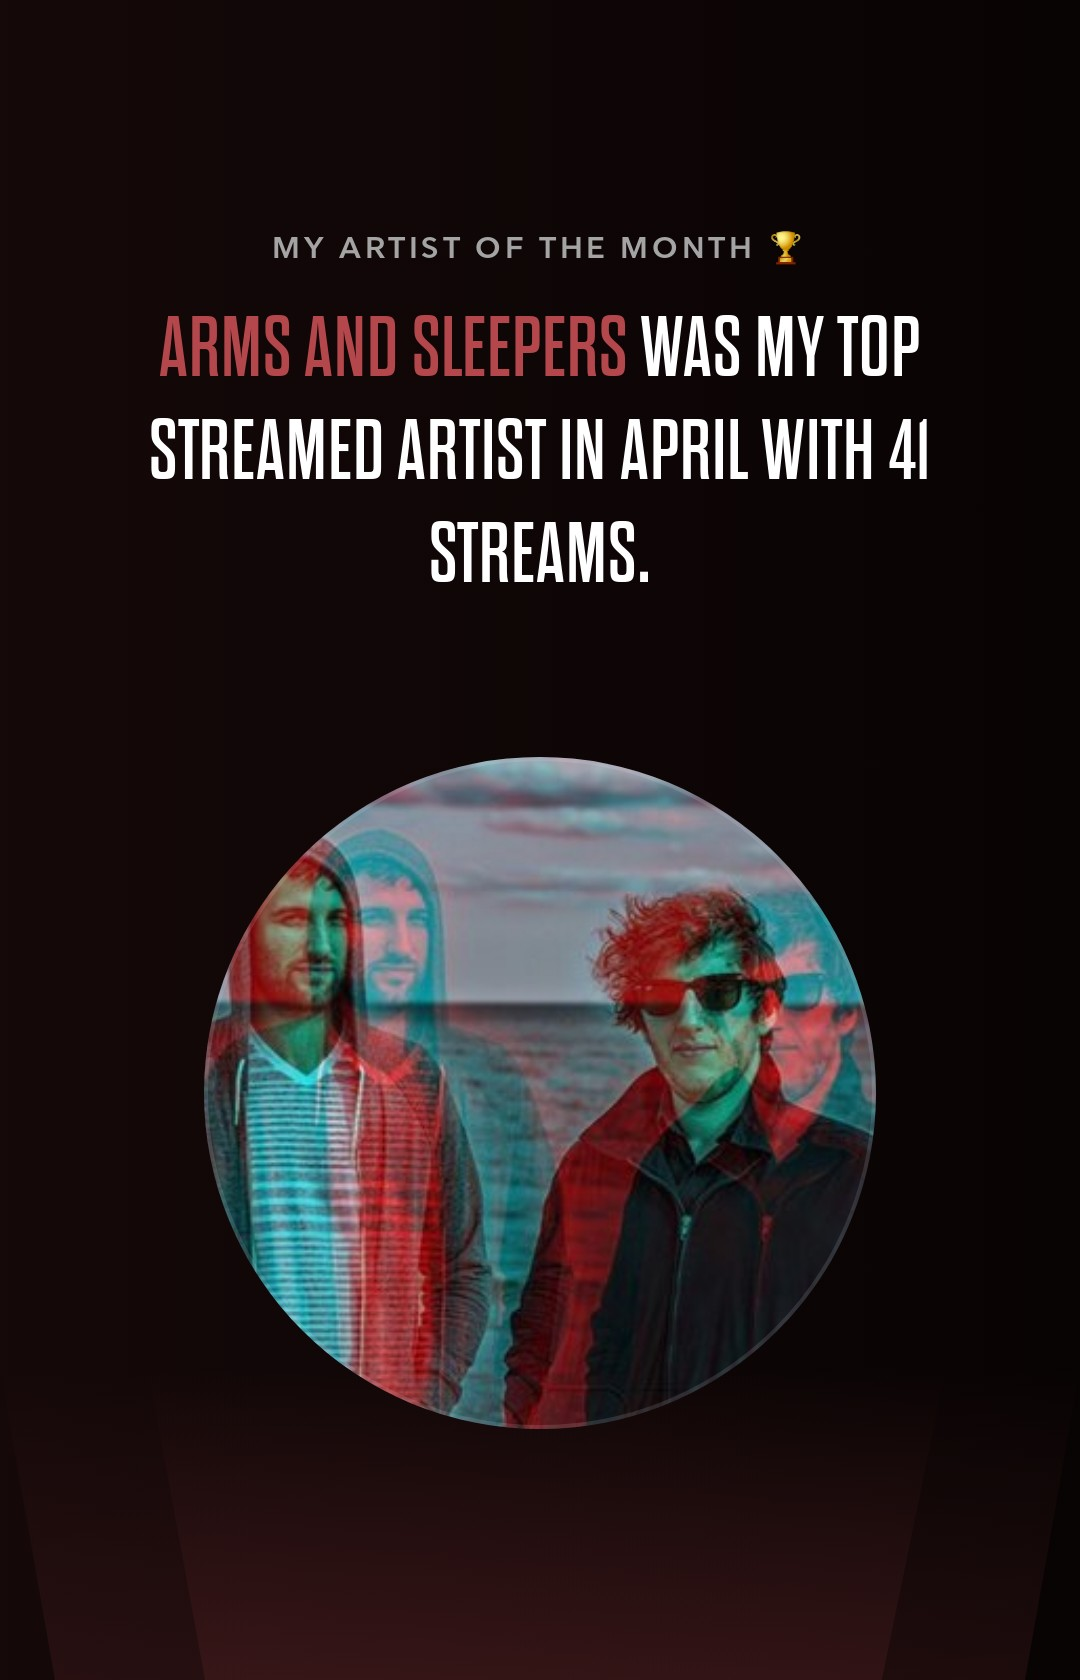 MY ARTIST OF THE MONTH 🏆
ARMS AND SLEEPERS WAS MY TOP
STREAMED ARTIST IN APRIL WITH 41
STREAMS.